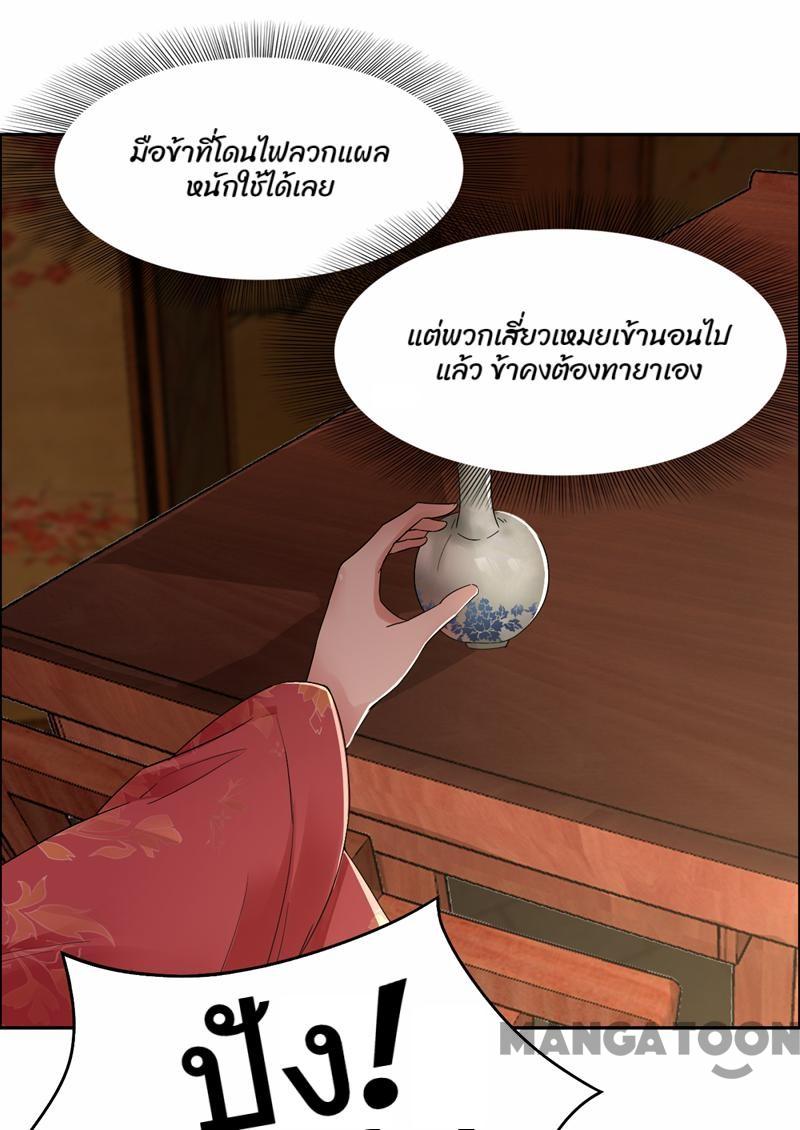 มือข้าที่โดนไฟลวกแผล
หนักใช้ได้เลย
แต่พวกเสี่ยวเหมยเข้านอนไป
แล้ว ข้าคงต้องทายาเอง
ปัง!
MANGATOON